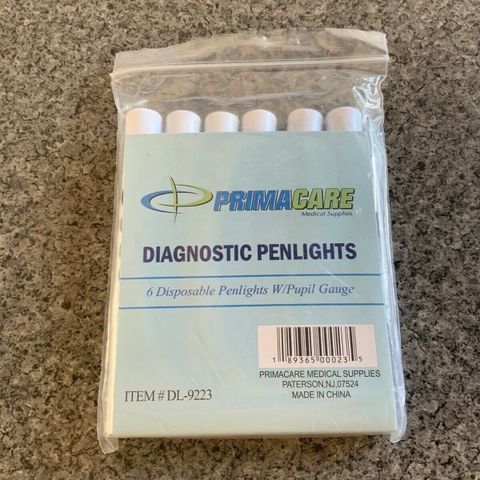 PRIMACARE
Medical Supplies
DIAGNOSTIC PENLIGHTS
6 Disposable Penlights W/Pupil Gauge
1 89365 00023 5
PRIMACARE MEDICAL SUPPLIES
PATERSON,NJ,07524
MADE IN CHINA
ITEM # DL-9223